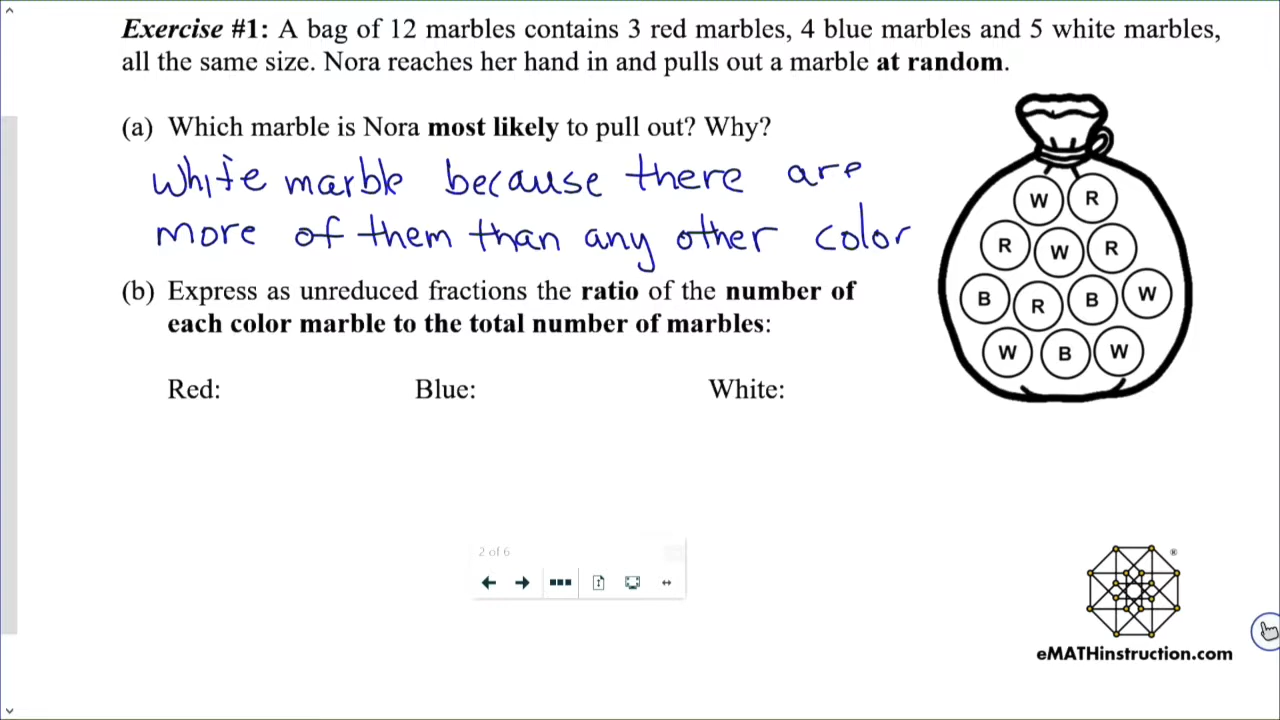 Exercise #1: A bag of 12 marbles contains 3 red marbles, 4 blue marbles and 5 white marbles,
all the same size. Nora reaches her hand in and pulls out a marble at random.
(a) Which marble is Nora most likely to pull out? Why?
White marble because there are
more of them than any other color
(b) Express as unreduced fractions the ratio of the number of
each color marble to the total number of marbles:
Red: Blue: White:
W R
R W R
B R B W
W B W
2 of 6
®
eMATHinstruction.com